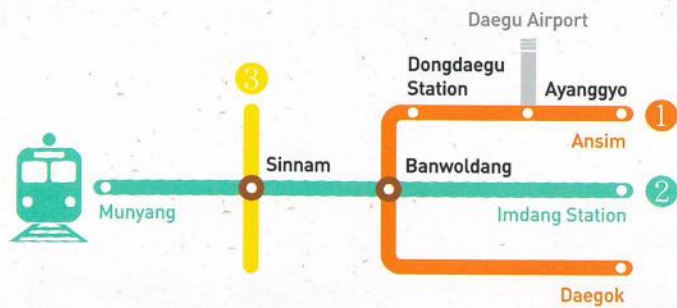 Daegu Airport
3
Dongdaegu
Station
Ayanggyo
1
Ansim
Sinnam
Banwoldang
Munyang
Imdang Station
2
Daegok